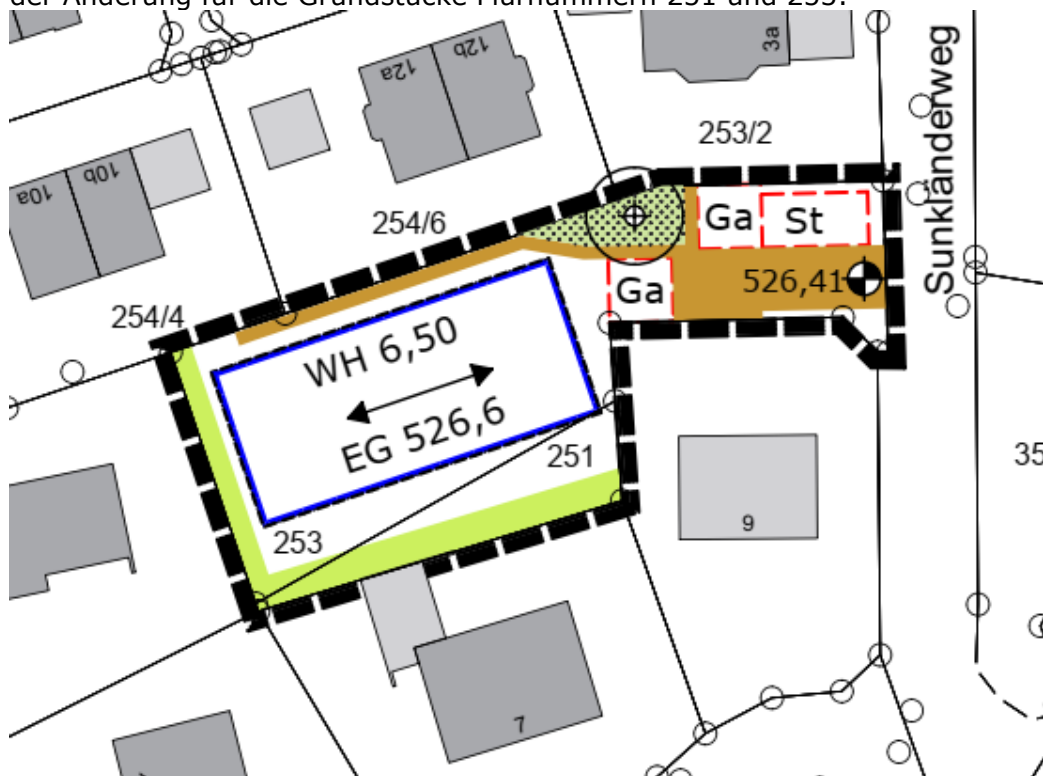 der Änderung für die Grundstücke Flurnummern 251 und 253.
12a
12b
3a
Sunkländerweg
253/2
10a
10b
254/6
Ga
St
526,41
Ga
254/4
WH 6,50
EG 526,6
251
253
35
9
7